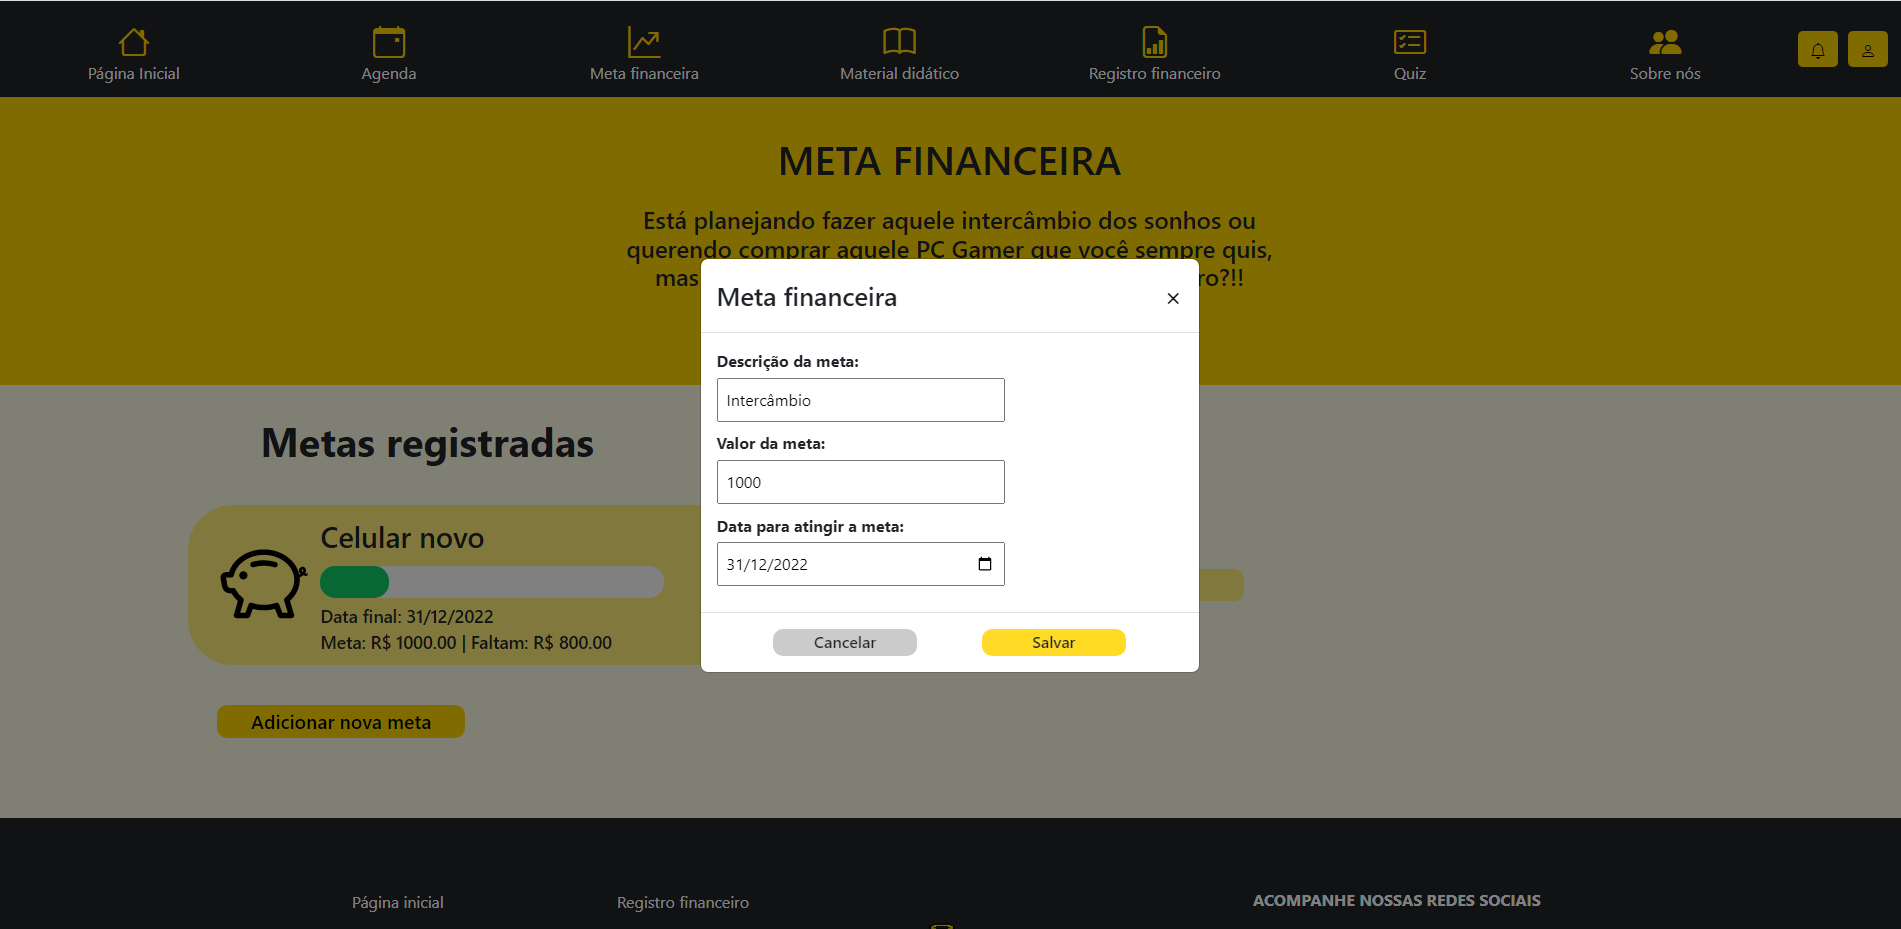 Página Inicial
Agenda
Meta financeira
Material didático
Registro financeiro
Quiz
Sobre nós
META FINANCEIRA
Está planejando fazer aquele intercâmbio dos sonhos ou
querendo comprar aquele PC Gamer que você sempre quis,
mas ro?!!
Meta financeira
Descrição da meta:
Intercâmbio
Valor da meta:
1000
Data para atingir a meta:
31/12/2022
Cancelar
Salvar
Metas registradas
Celular novo
Data final: 31/12/2022
Meta: R$ 1000.00 | Faltam: R$ 800.00
Adicionar nova meta
Página inicial
Registro financeiro
ACOMPANHE NOSSAS REDES SOCIAIS